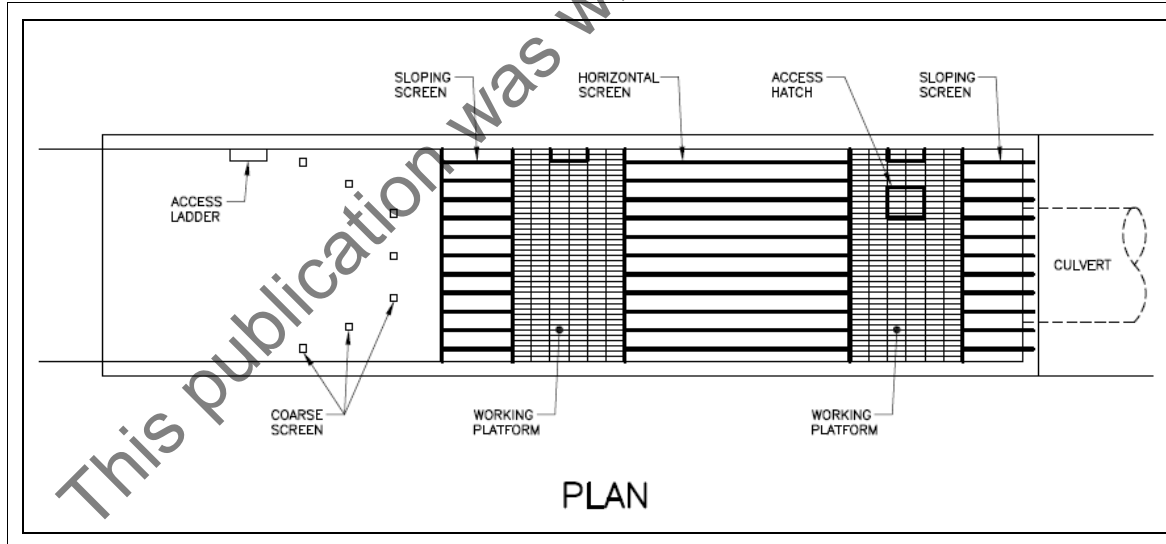 SLOPING
SCREEN
HORIZONTAL
SCREEN
ACCESS
HATCH
SLOPING
SCREEN
ACCESS
LADDER
CULVERT
COARSE
SCREEN
WORKING
PLATFORM
WORKING
PLATFORM
PLAN
This publication was